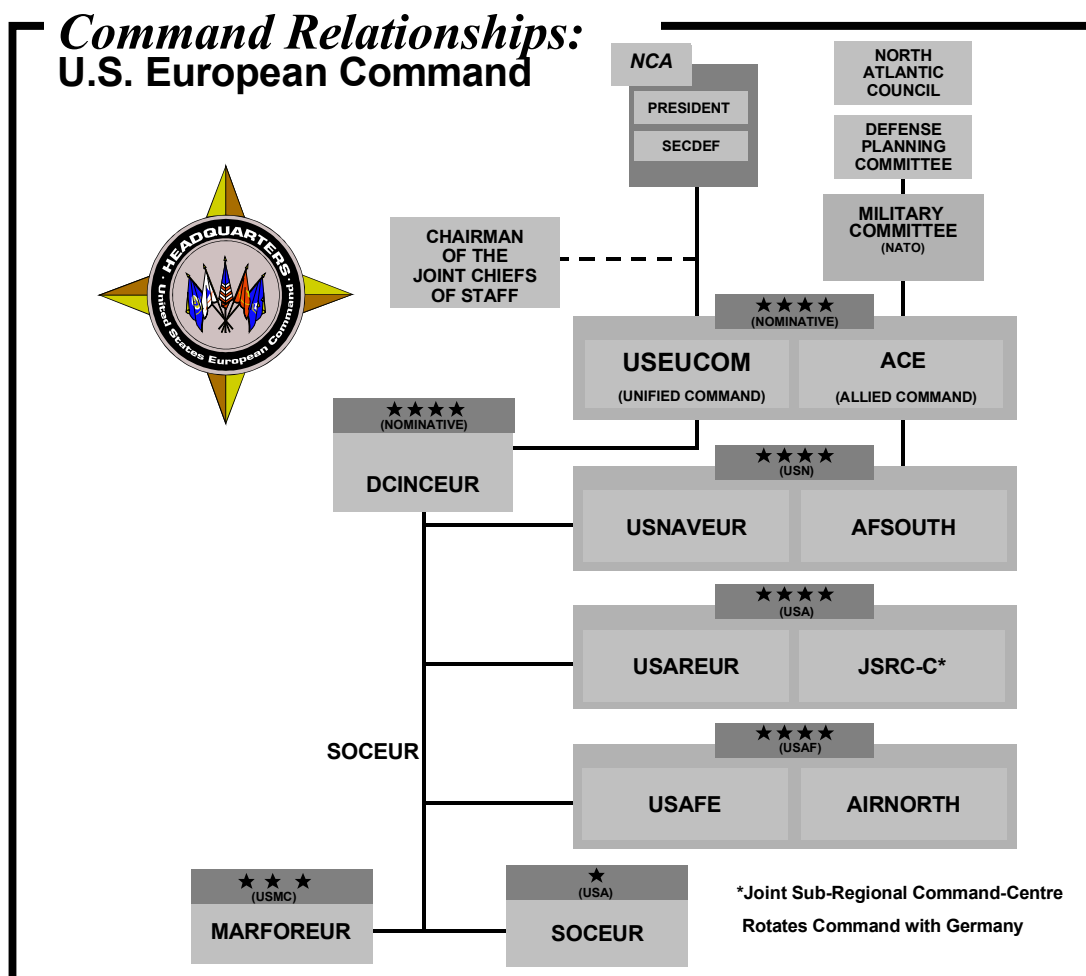 Command Relationships:
U.S. European Command
NCA
PRESIDENT
SECDEF
NORTH
ATLANTIC
COUNCIL
DEFENSE
PLANNING
COMMITTEE
MILITARY
COMMITTEE
(NATO)
CHAIRMAN
OF THE
JOINT CHIEFS
OF STAFF
HEADQUARTERS
United States European Command
(NOMINATIVE)
USEUCOM
(UNIFIED COMMAND)
ACE
(ALLIED COMMAND)
(NOMINATIVE)
DCINCEUR
(USN)
USNAVEUR
AFSOUTH
(USA)
USAREUR
JSRC-C*
SOCEUR
(USAF)
USAFE
AIRNORTH
(USMC)
MARFOREUR
(USA)
SOCEUR
*Joint Sub-Regional Command-Centre
Rotates Command with Germany